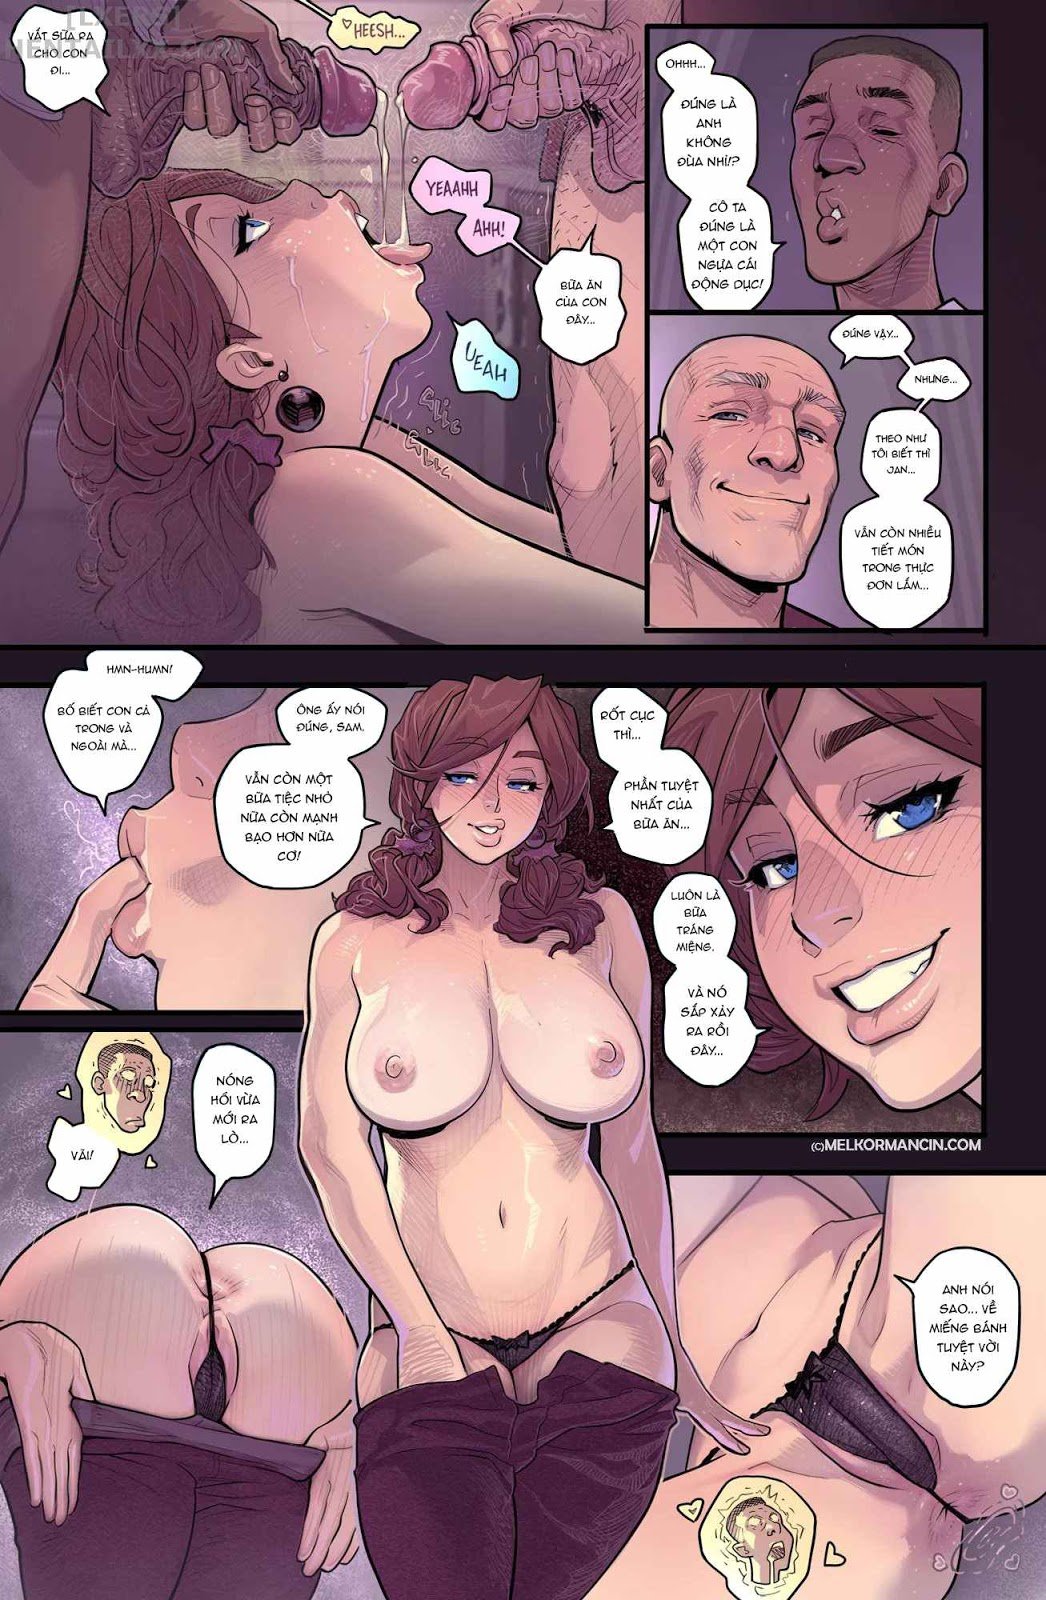 [LXERS]
HENTAILXX.COM
VẮT SỮA RA
CHO CON
ĐI...
HEESH...
YEAAHH
AHH!
BỮA ĂN
CỦA CON
ĐÂY...
UEAH
GLIC
GLIC
OHHH...
ĐÚNG LÀ
ANH
KHÔNG
ĐÙA NHỈ!?
CÔ TA
ĐÚNG LÀ
MỘT CON
NGỰA CÁI
ĐỘNG DỤC!
ĐÚNG VẬY...
NHƯNG...
THEO NHƯ
TÔI BIẾT THÌ
JAN...
VẪN CÒN NHIỀU
TIẾT MÓN
TRONG THỰC
ĐƠN LẮM...
HMN-HUMN!
BỐ BIẾT CON CẢ
TRONG VÀ
NGOÀI MÀ...
ÔNG ẤY NÓI
ĐÚNG, SAM.
VẪN CÒN MỘT
BỮA TIỆC NHỎ
NỮA CÒN MẠNH
BẠO HƠN NỮA
CƠ!
RỐT CỤC
THÌ...
PHẦN TUYỆT
NHẤT CỦA
BỮA ĂN...
LUÔN LÀ
BỮA
TRÁNG
MIỆNG.
VÀ NÓ
SẮP XẢY
RA RỒI
ĐÂY...
(C)MELKORMANCIN.COM
VÃI!
NÓNG
HỔI VỪA
MỚI RA
LÒ...
ANH NÓI
SAO... VỀ
MIẾNG BÁNH
TUYỆT VỜI
NÀY?